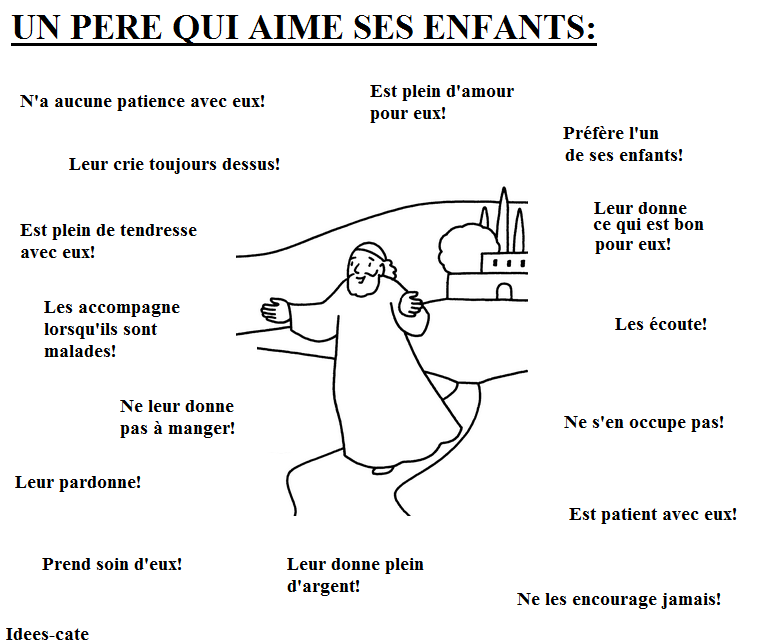 UN PERE QUI AIME SES ENFANTS:
N'a aucune patience avec eux!
Est plein d'amour
pour eux!
Préfère l'un
de ses enfants!
Leur crie toujours dessus!
Leur donne
ce qui est bon
pour eux!
Est plein de tendresse
avec eux!
Les accompagne
lorsqu'ils sont
malades!
Les écoute!
Ne leur donne
pas à manger!
Ne s'en occupe pas!
Leur pardonne!
Est patient avec eux!
Prend soin d'eux!
Leur donne plein
d'argent!
Ne les encourage jamais!
Idees-cate